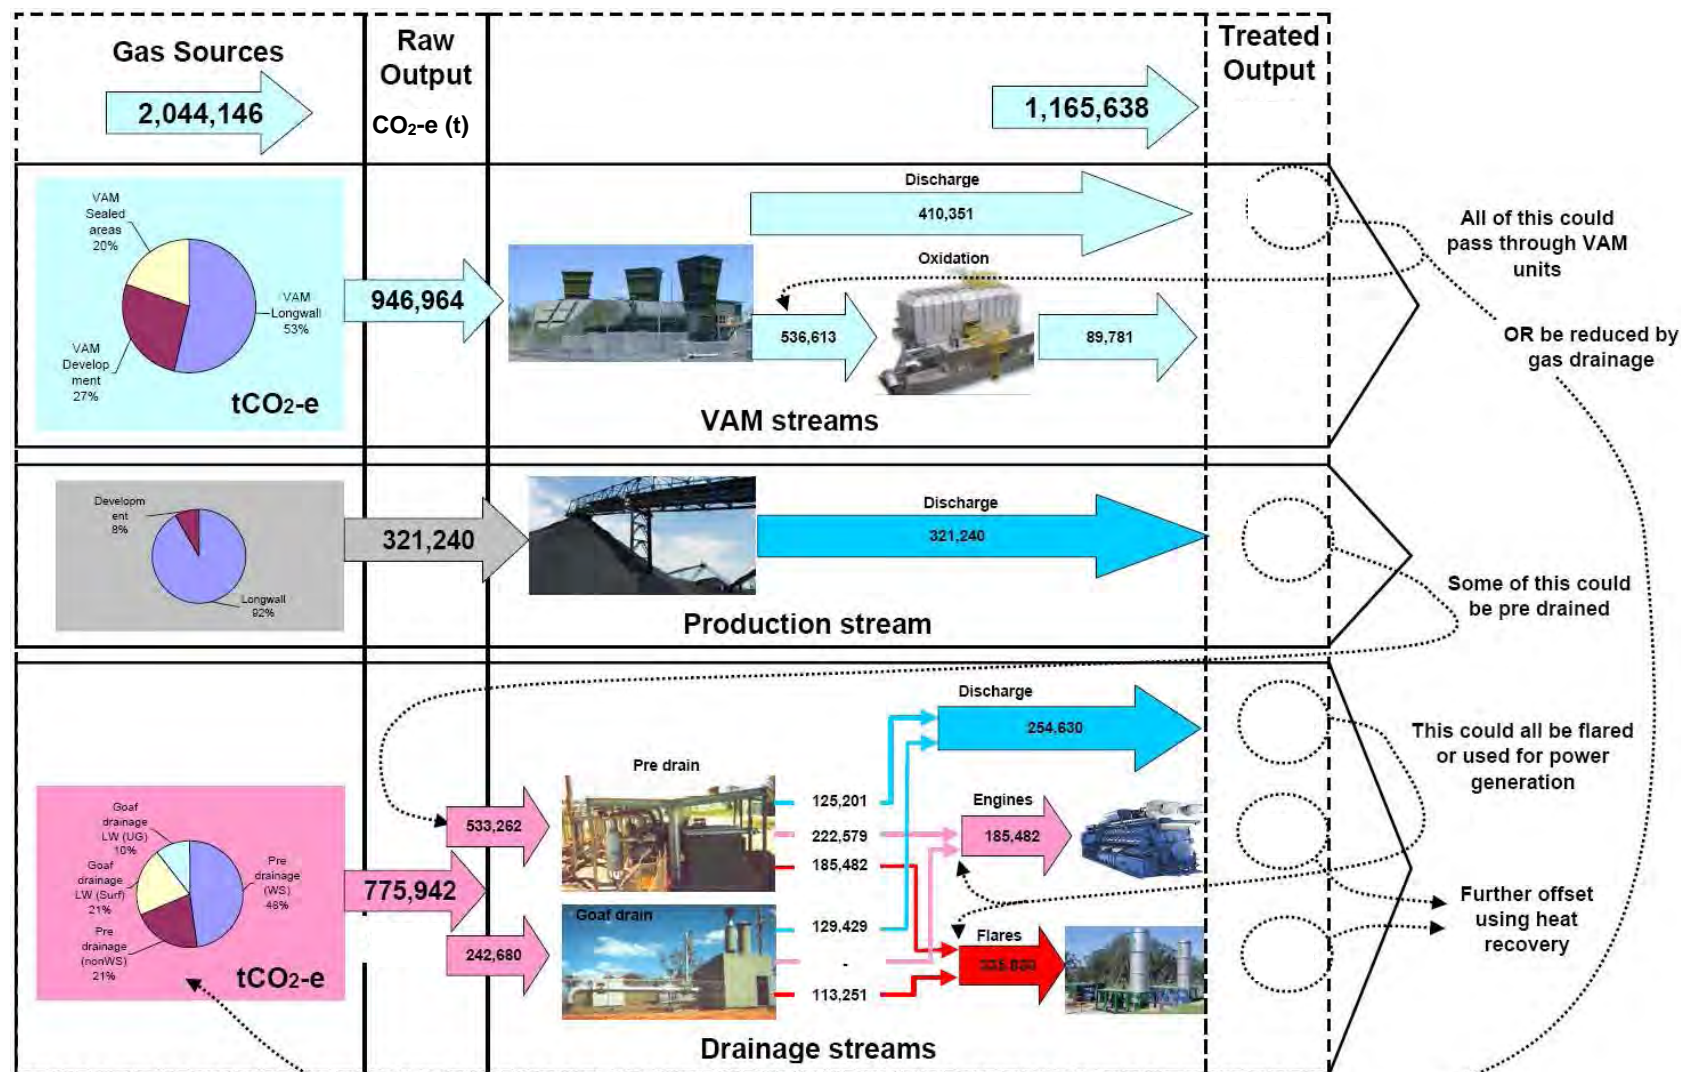 Gas Sources
Raw
Output
CO2-e (t)
Treated
Output
2,044,146
1,165,638
VAM
Sealed
areas
20%
VAM
Longwall
53%
VAM
Develop
ment
27%
tCO2-e
946,964
Discharge
410,351
Oxidation
536,613
89,781
VAM streams
All of this could
pass through VAM
units
OR be reduced by
gas drainage
Developm
ent
8%
Longwall
92%
321,240
Discharge
321,240
Production stream
Some of this could
be pre drained
Goaf
drainage
LW (UG)
10%
Goaf
drainage
LW (Surf)
21%
Pre
drainage
(nonWS)
21%
Pre
drainage
(WS)
48%
tCO2-e
775,942
533,262
242,680
Pre drain
Goaf drain
125,201
222,579
185,482
129,429
-
113,251
Discharge
254,630
Engines
185,482
Flares
Drainage streams
This could all be flared
or used for power
generation
Further offset
using heat
recovery